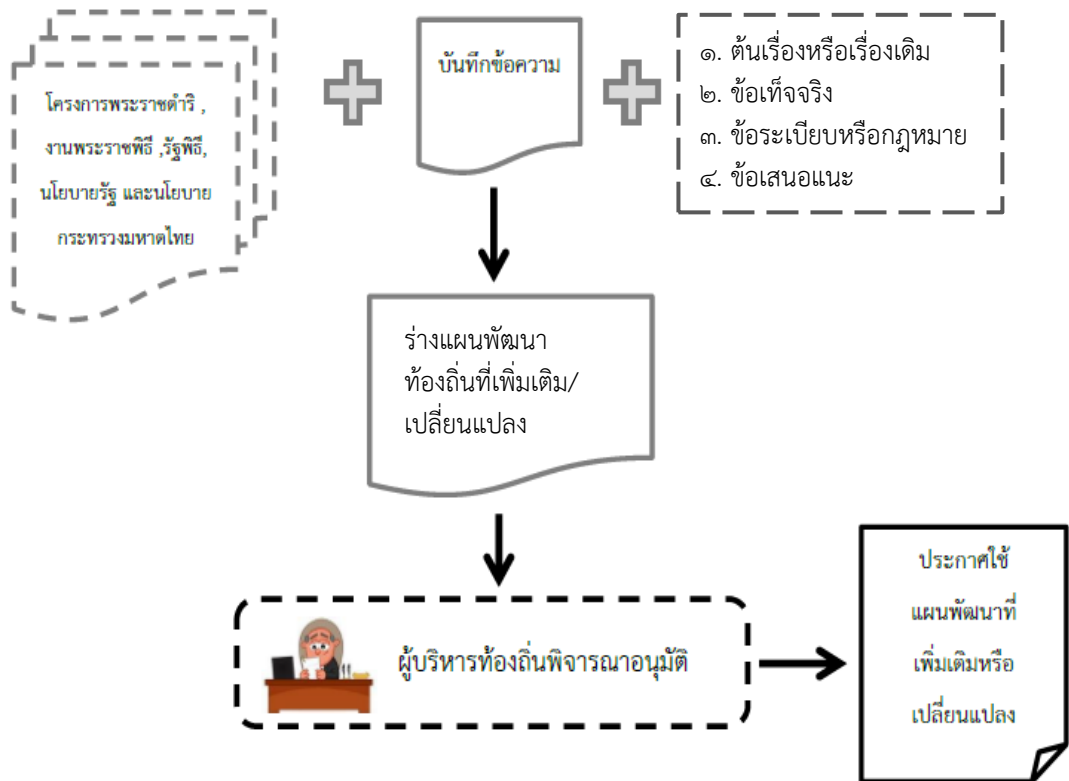 โครงการพระราชดำริ ,
งานพระราชพิธี ,รัฐพิธี,
นโยบายรัฐ และนโยบาย
กระทรวงมหาดไทย
บันทึกข้อความ
๑. ต้นเรื่องหรือเรื่องเดิม
๒. ข้อเท็จจริง
๓. ข้อระเบียบหรือกฎหมาย
๔. ข้อเสนอแนะ
ร่างแผนพัฒนา
ท้องถิ่นที่เพิ่มเติม/
เปลี่ยนแปลง
ผู้บริหารท้องถิ่นพิจารณาอนุมัติ
ประกาศใช้
แผนพัฒนาที่
เพิ่มเติมหรือ
เปลี่ยนแปลง